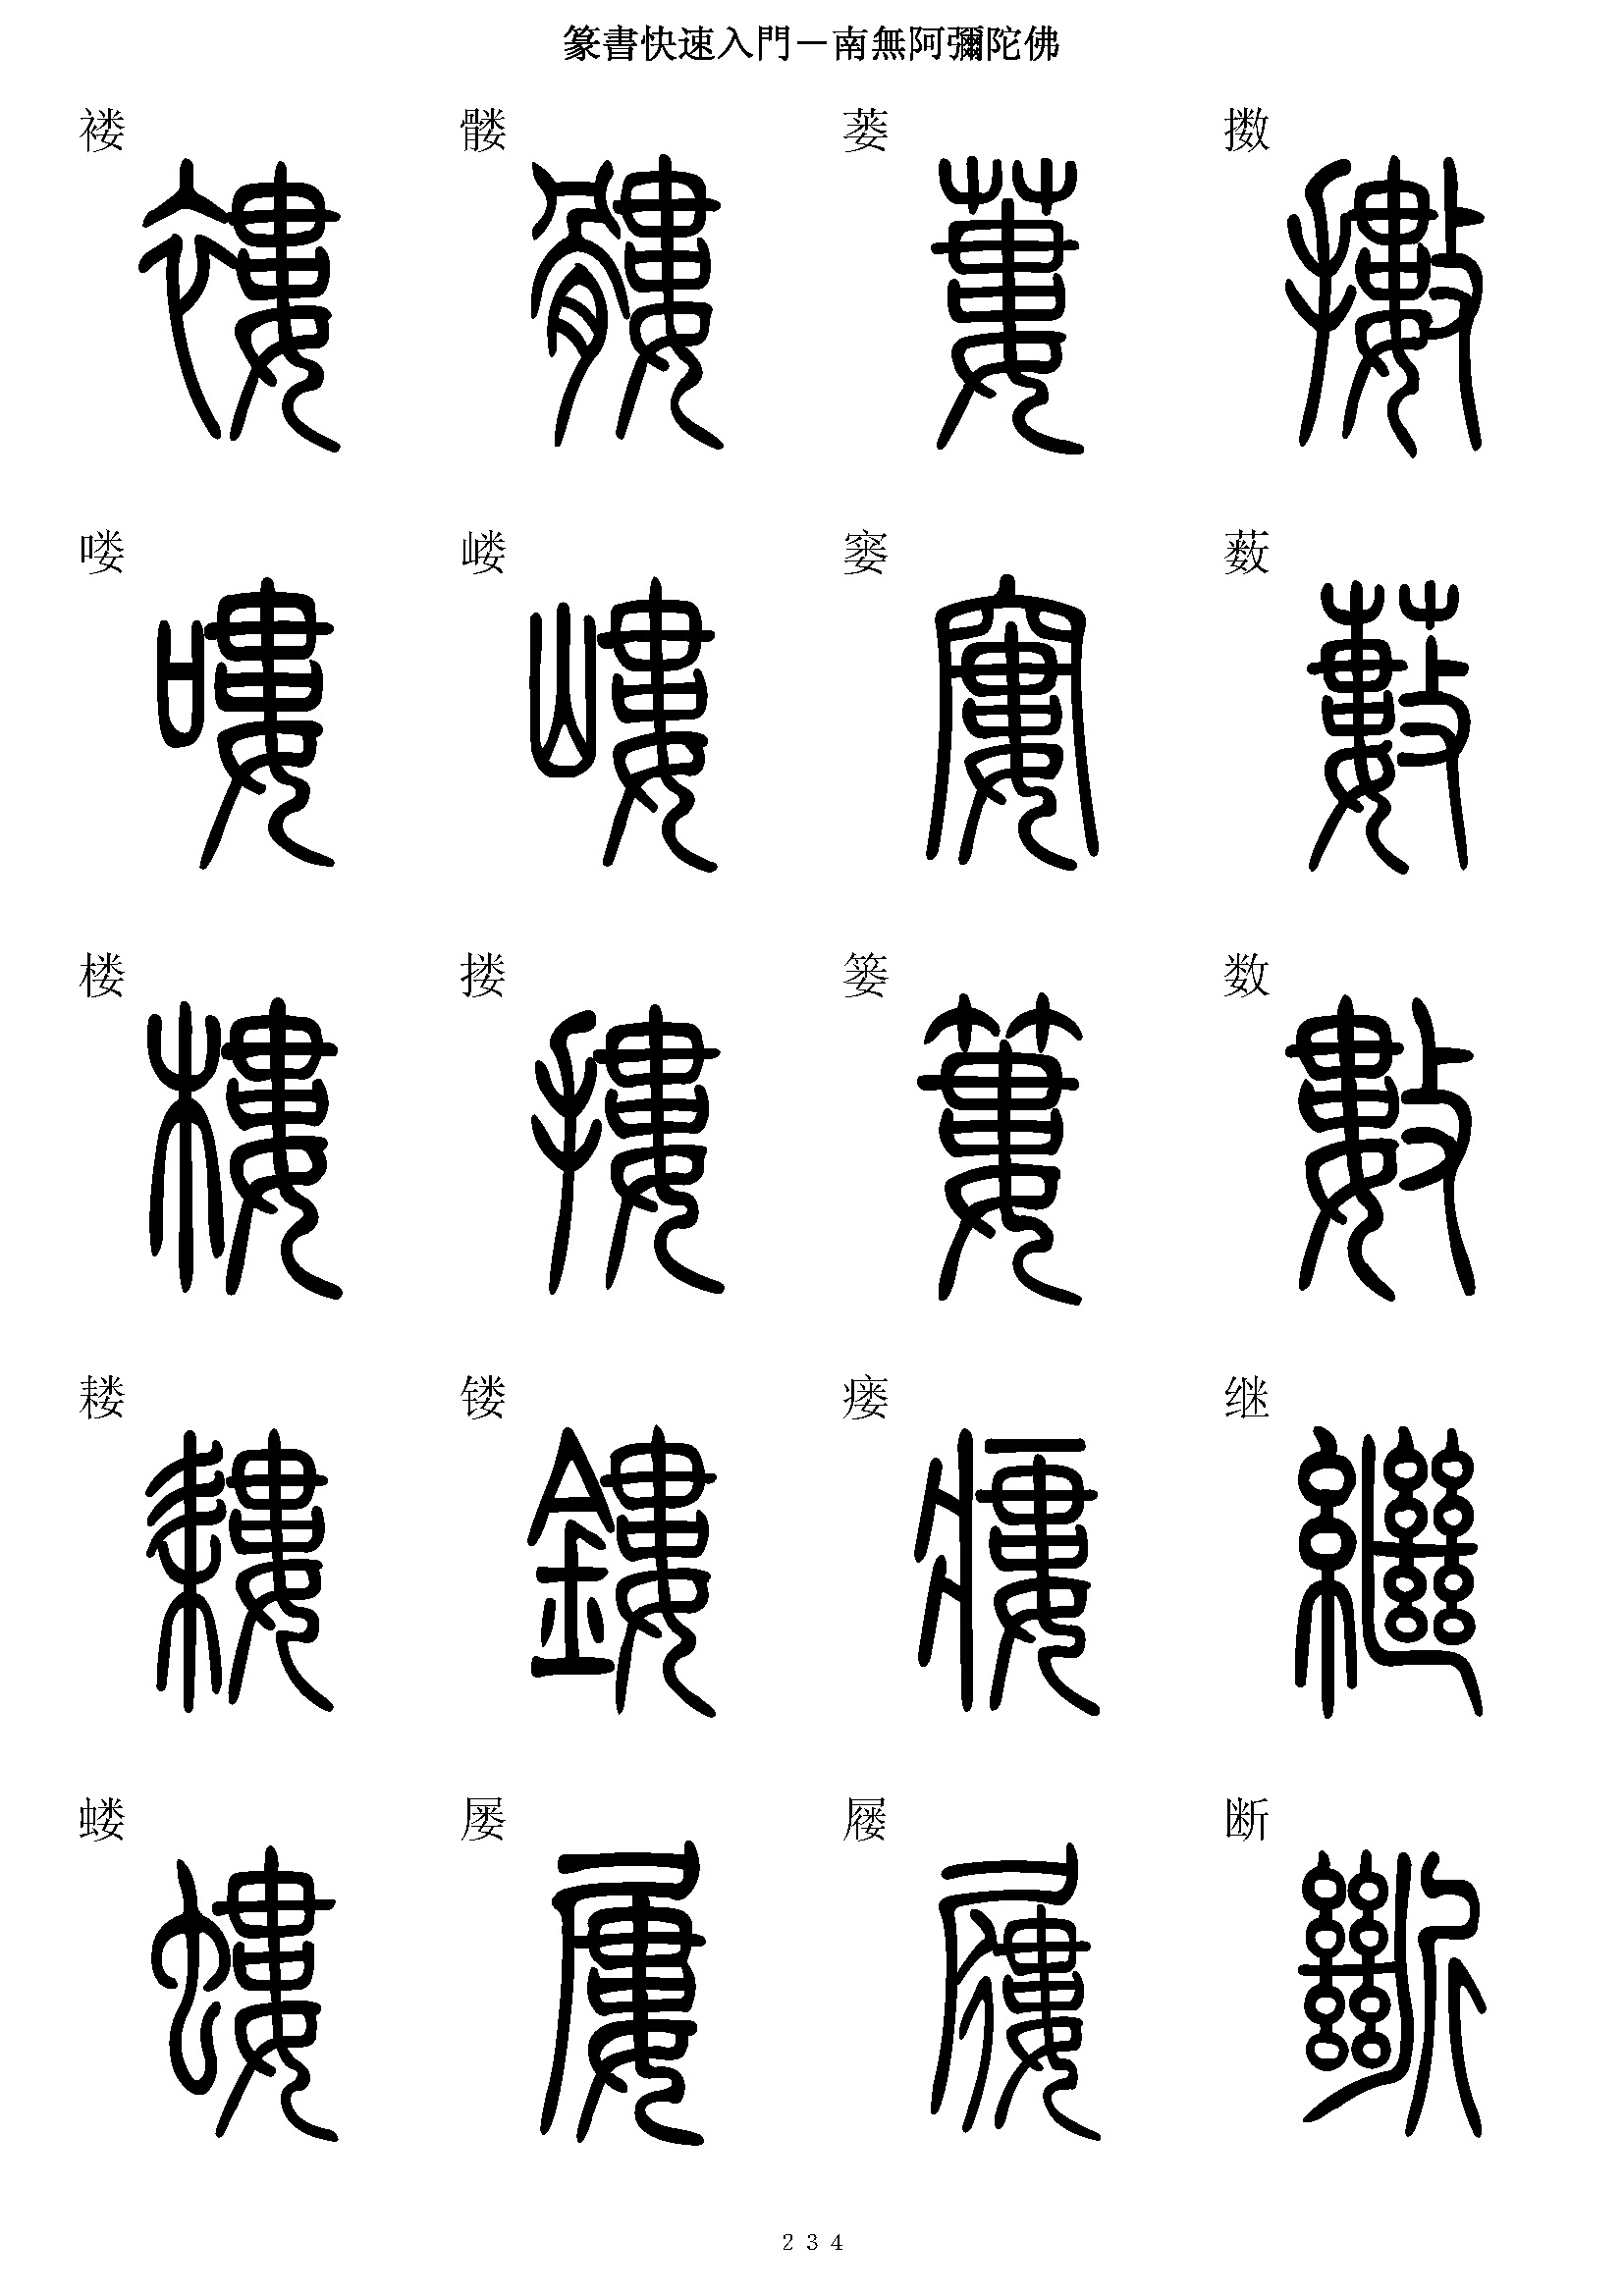 篆書快速入門－南無阿彌陀佛
褛 髅 蒌 擞
喽 嵝 窭 薮
楼 搂 篓 数
耧 镂 瘘 继
蝼 屡 屦 断
234